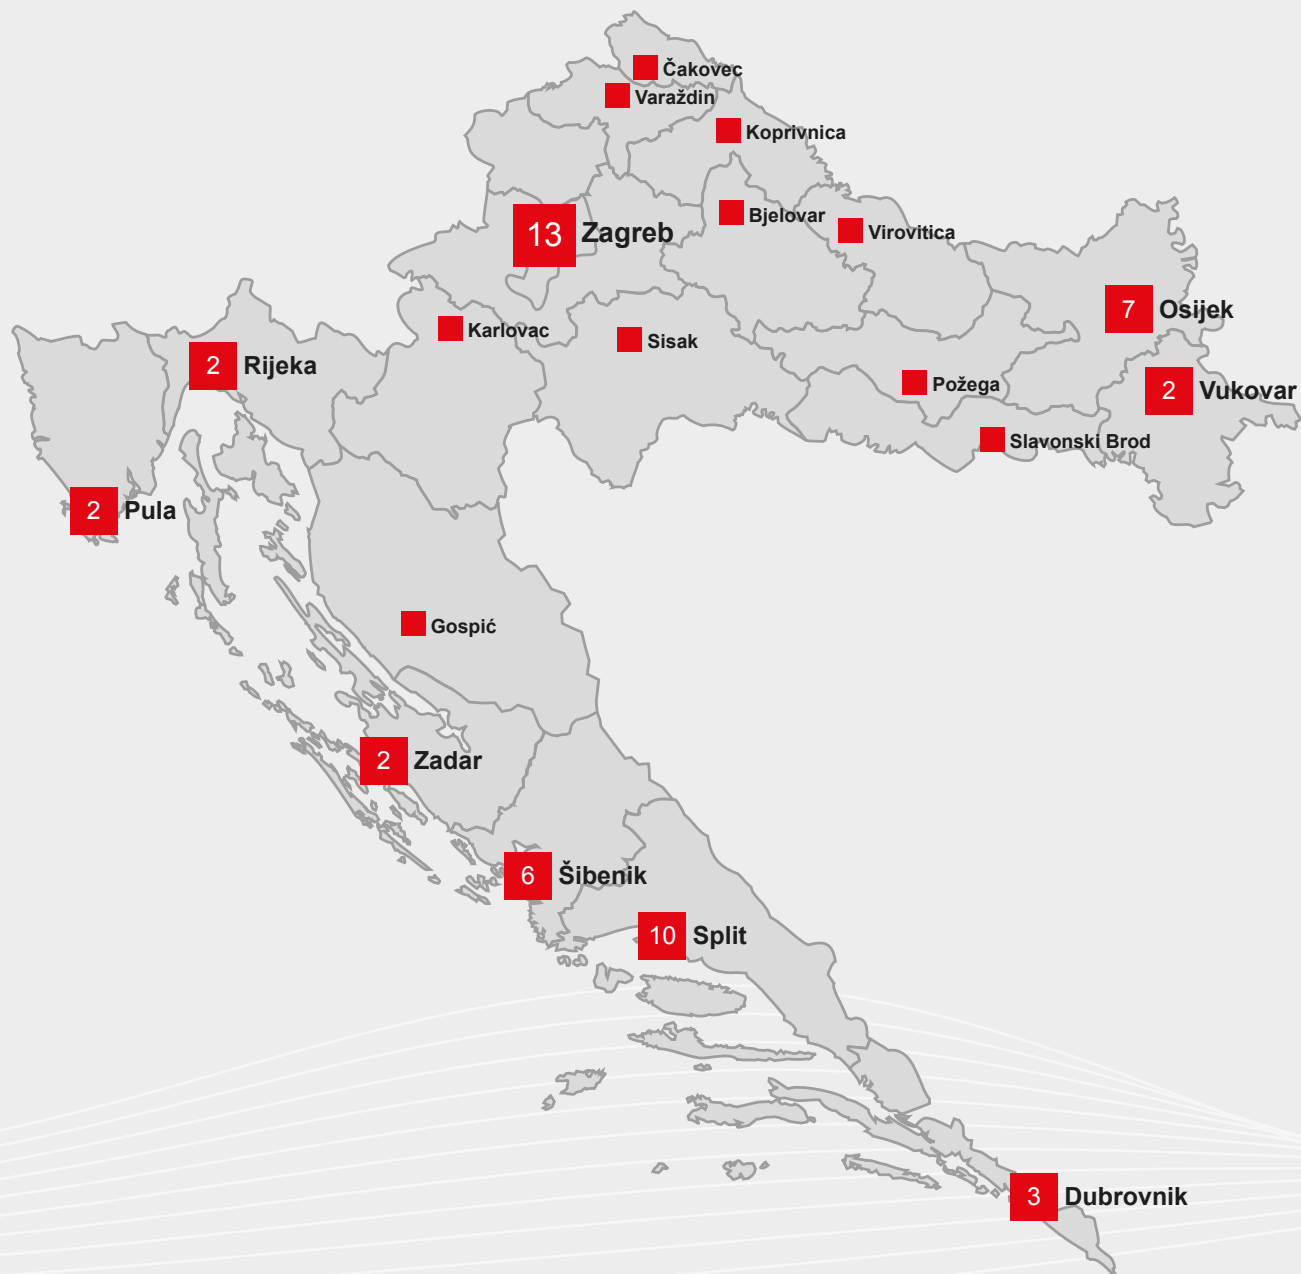 Čakovec
Varaždin
Koprivnica
Bjelovar
13 Zagreb
Virovitica
7 Osijek
Karlovac
Sisak
2 Rijeka
Požega
2 Vukovar
Slavonski Brod
2 Pula
Gospić
2 Zadar
6 Šibenik
10 Split
3 Dubrovnik